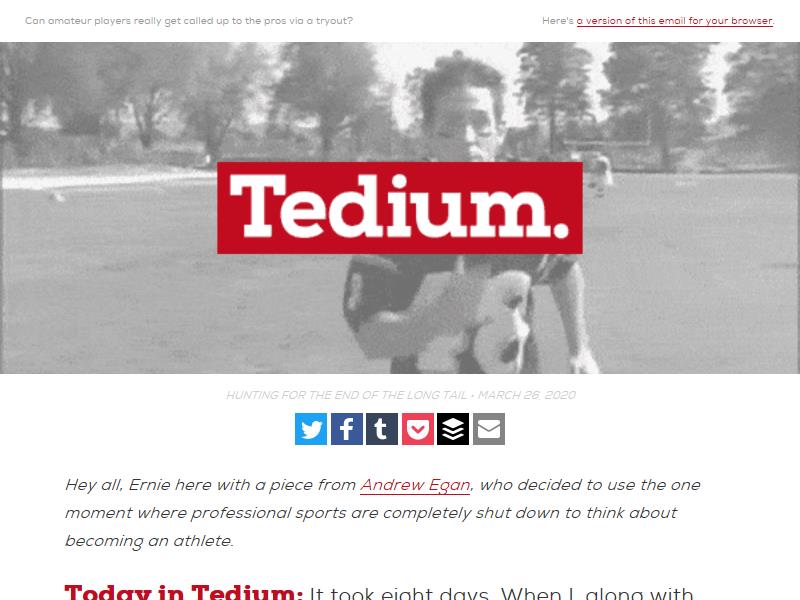 Can amateur players really get called up to the pros via a tryout?
Here's a version of this email for your browser.
Tedium.
HUNTING FOR THE END OF THE LONG TAIL • MARCH 26, 2020
Hey all, Ernie here with a piece from Andrew Egan, who decided to use the one
moment where professional sports are completely shut down to think about
becoming an athlete.
Today in Tedium: It took eight days. When I, along with